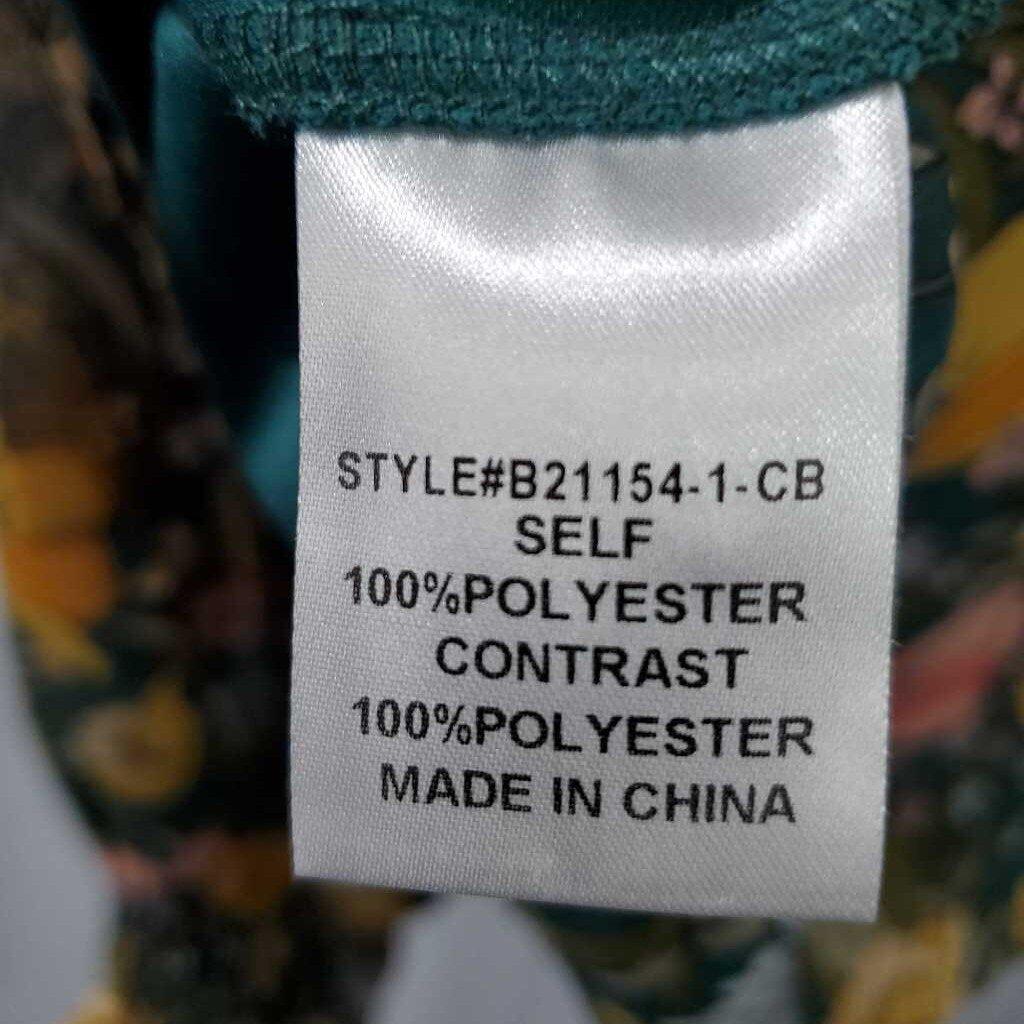 STYLE#B21154-1-CB
SELF
100%POLYESTER
CONTRAST
100%POLYESTER
MADE IN CHINA